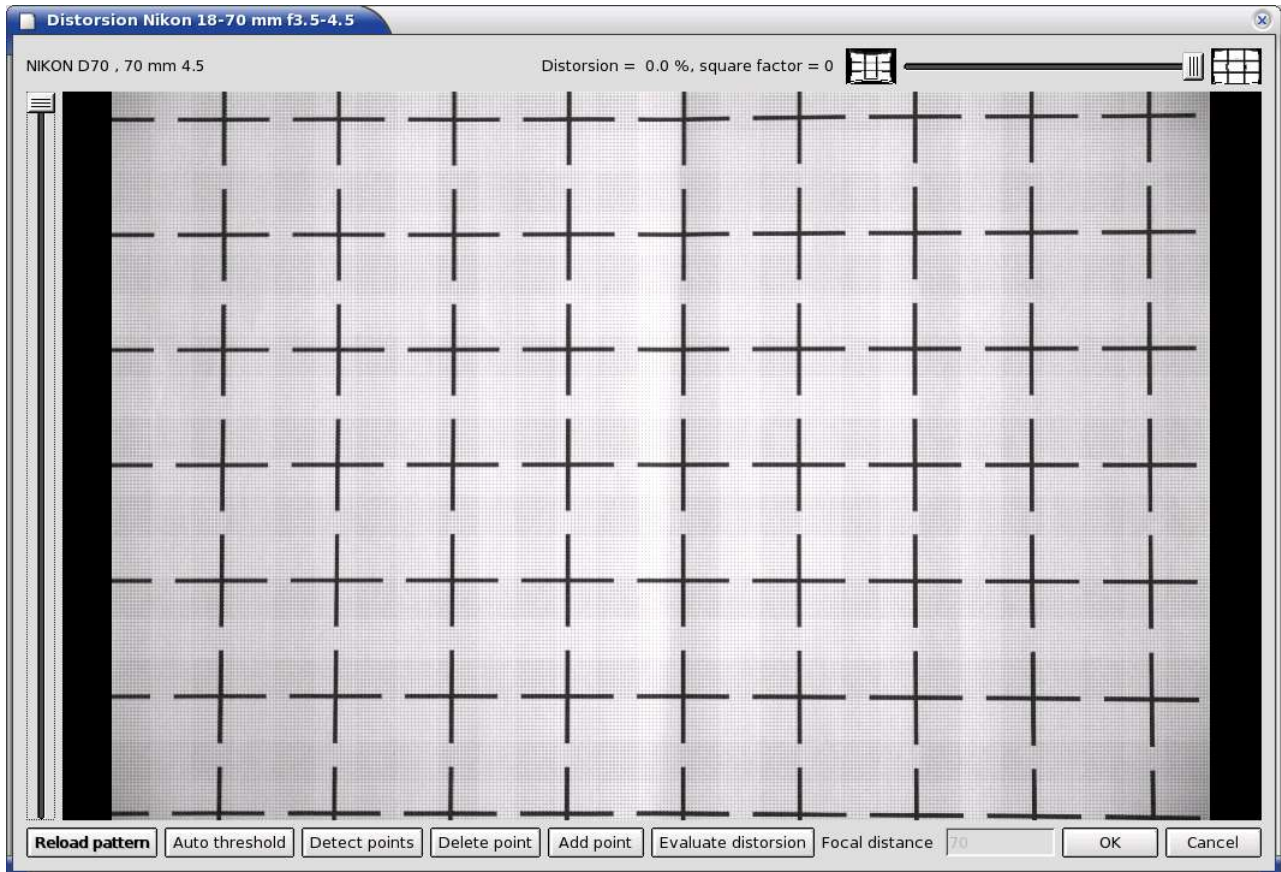 Distorsion Nikon 18-70 mm f3.5-4.5
NIKON D70 , 70 mm 4.5
Distorsion = 0.0 %, square factor = 0
Reload pattern
Auto threshold
Detect points
Delete point
Add point
Evaluate distorsion
Focal distance
70
OK
Cancel